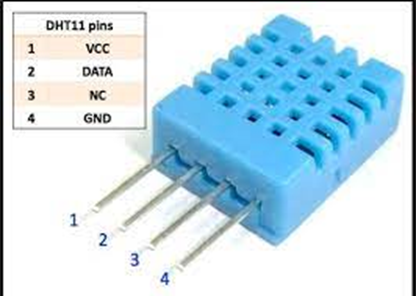 DHT11 pins
1 VCC
2 DATA
3 NC
4 GND
1
2
3
4